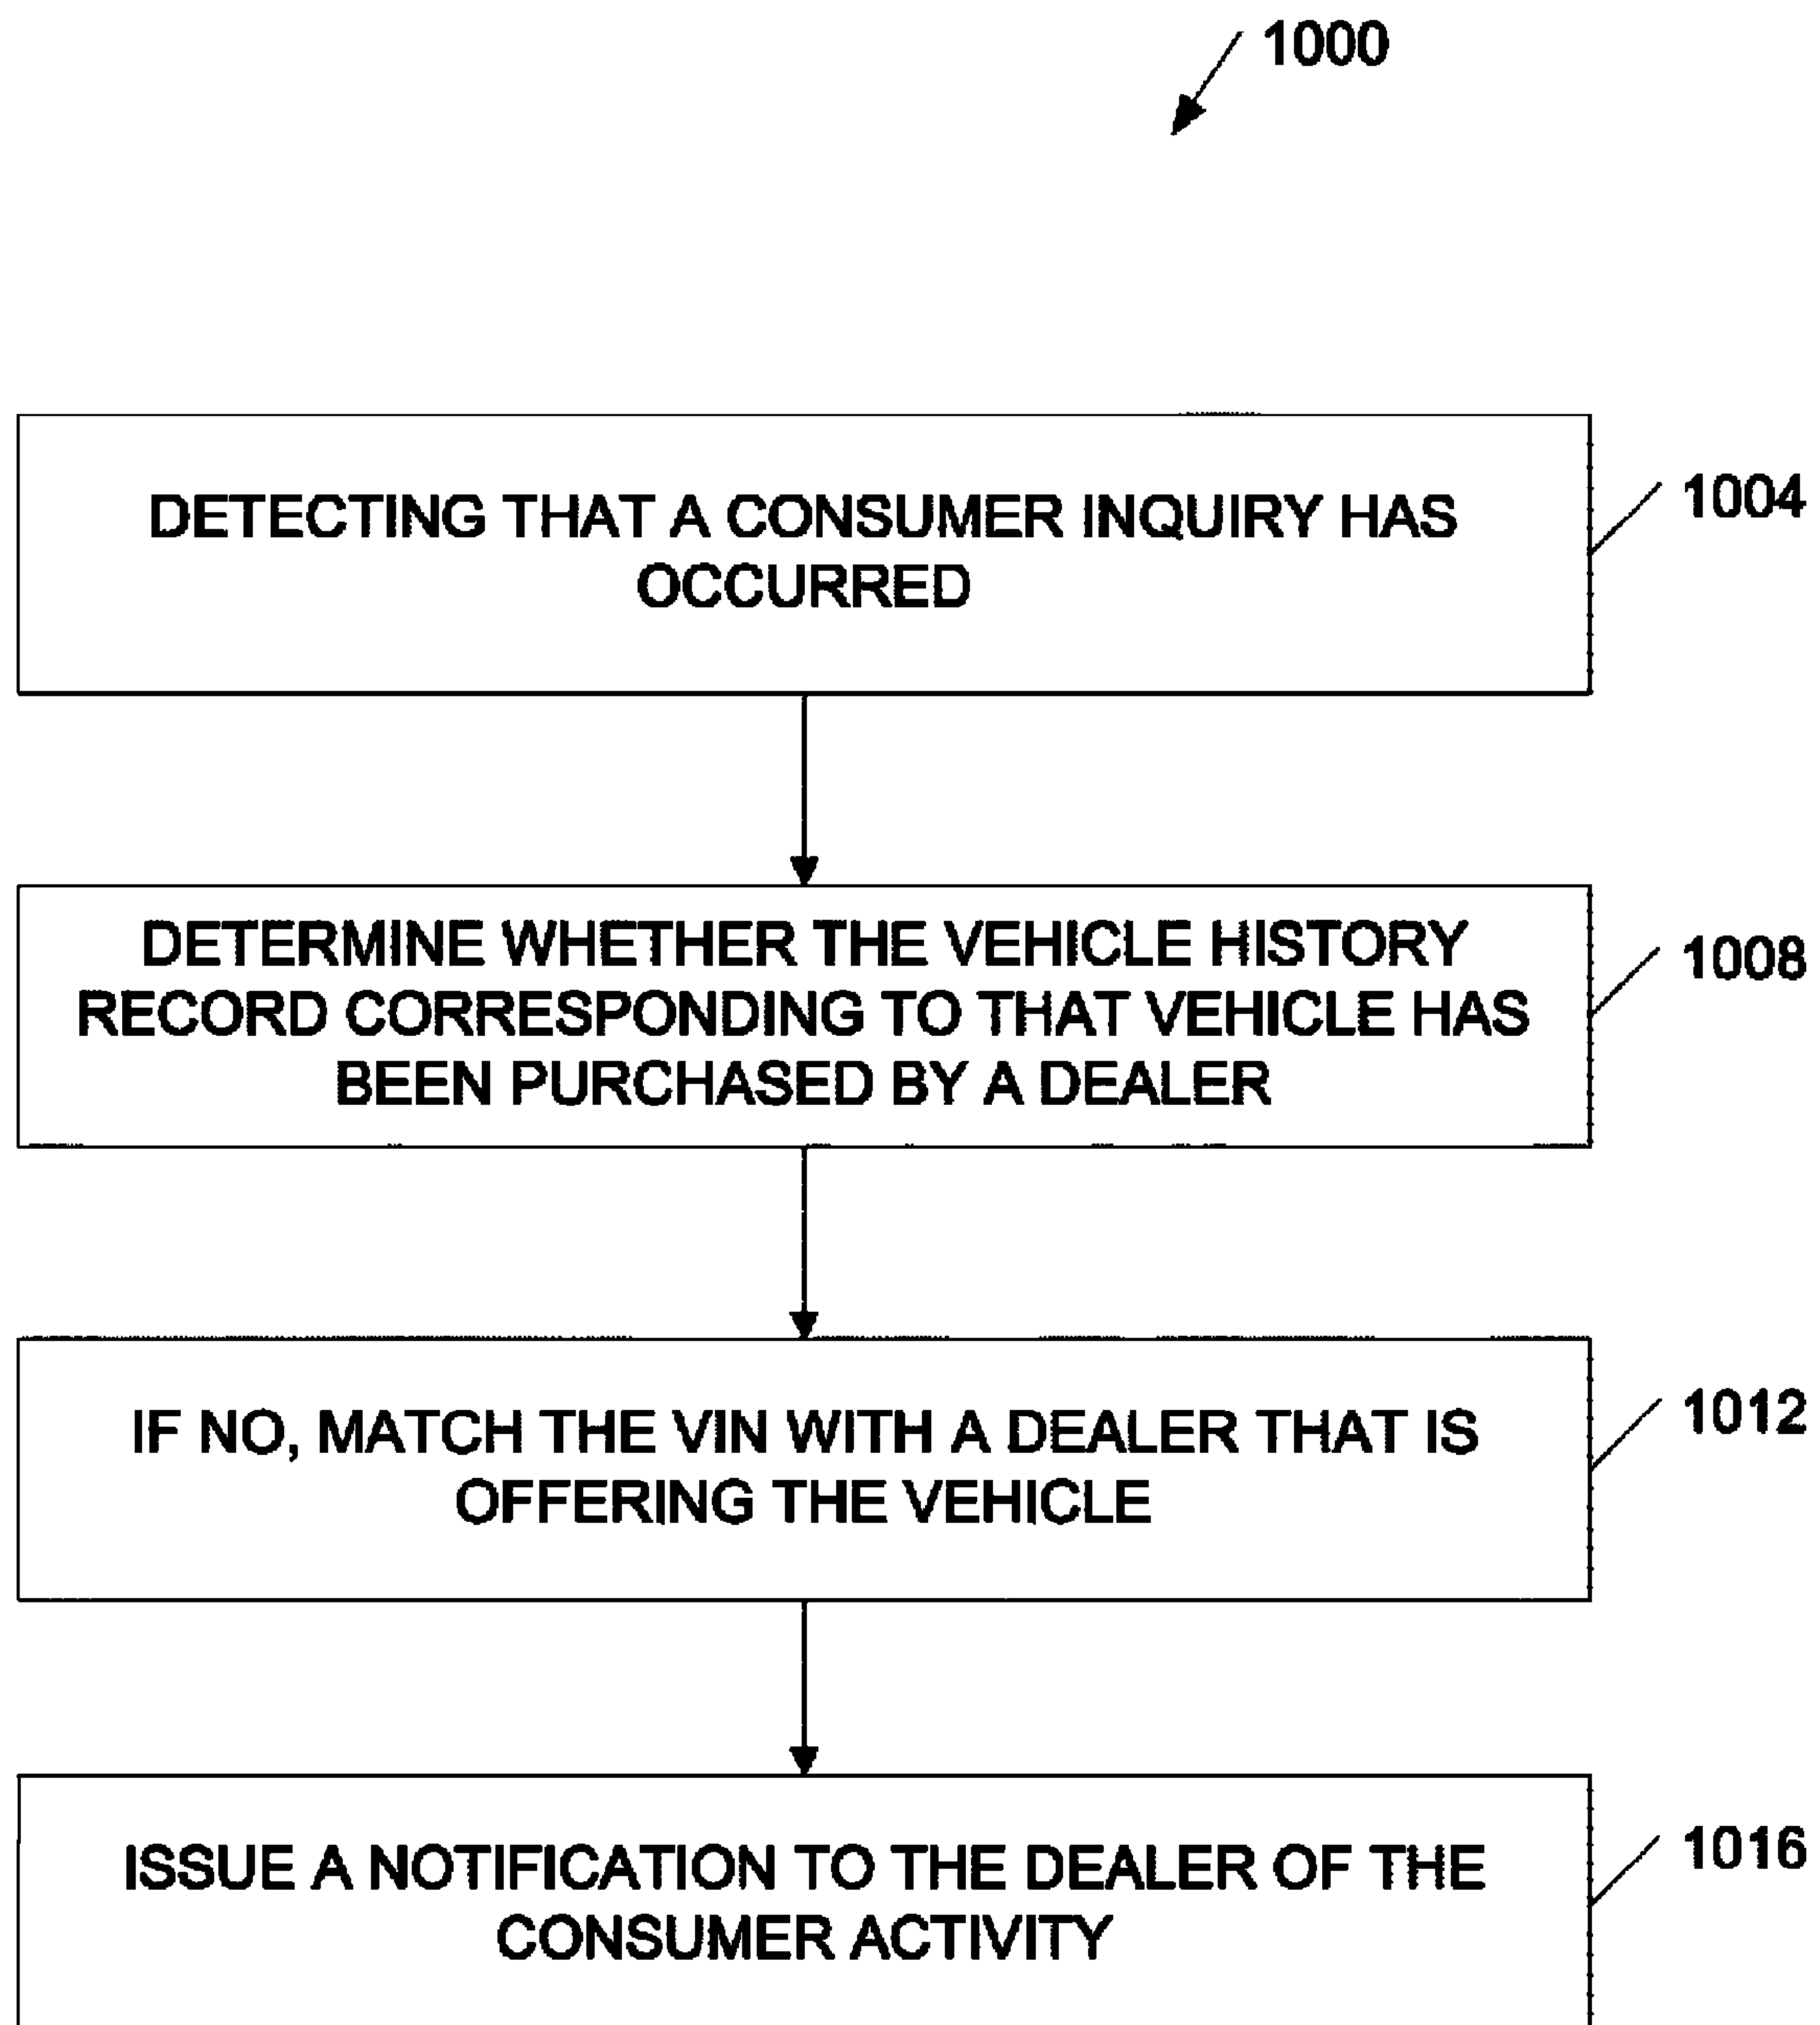 1000
DETECTING THAT A CONSUMER INQUIRY HAS
OCCURRED
1004
DETERMINE WHETHER THE VEHICLE HISTORY
RECORD CORRESPONDING TO THAT VEHICLE HAS
BEEN PURCHASED BY A DEALER
1008
IF NO, MATCH THE VIN WITH A DEALER THAT IS
OFFERING THE VEHICLE
1012
ISSUE A NOTIFICATION TO THE DEALER OF THE
CONSUMER ACTIVITY
1016